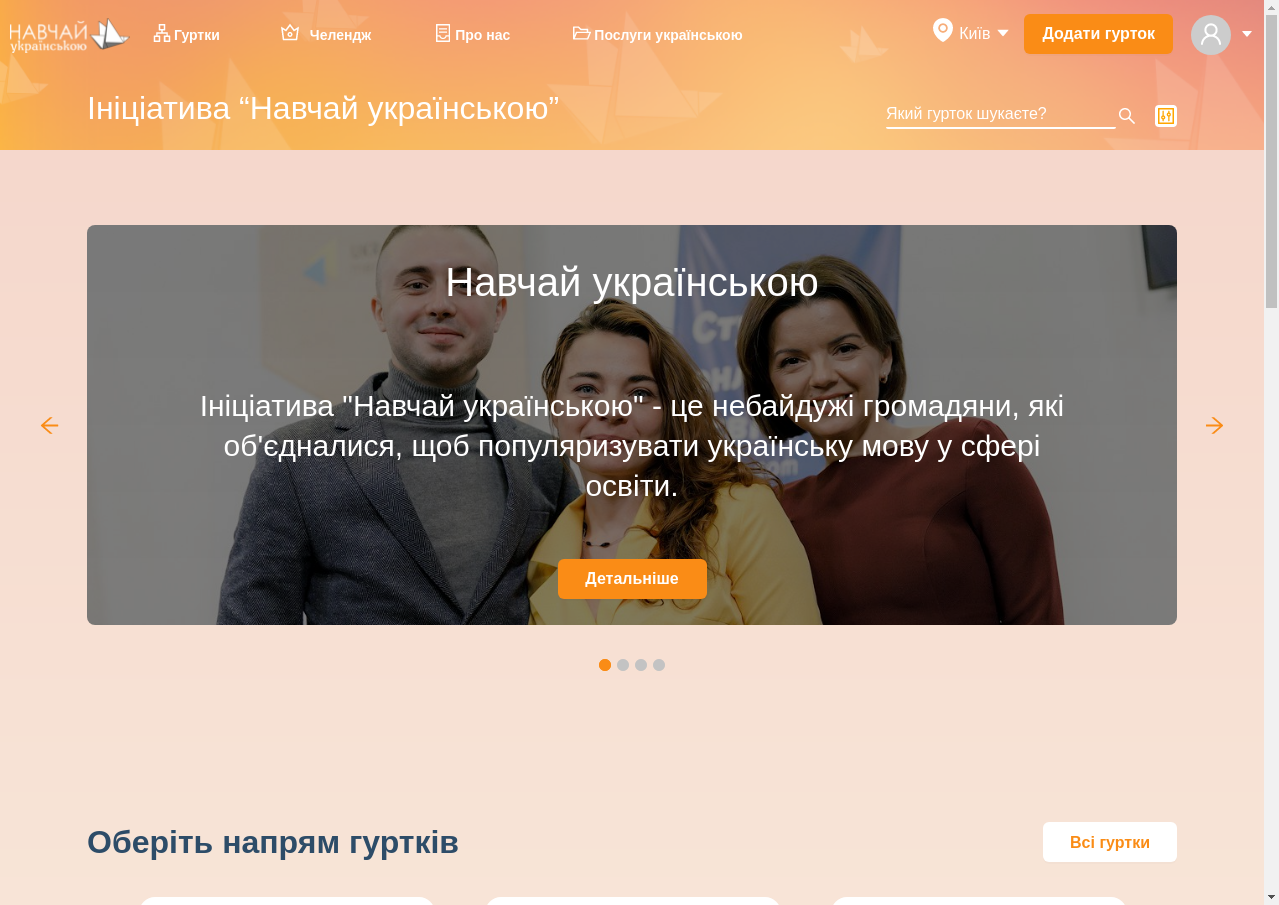 НАВЧАЙ
українською
Гуртки
Челендж
Про нас
Послуги українською
Київ
Додати гурток
Ініціатива “Навчай українською”
Який гурток шукаєте?
Навчай українською
Ініціатива "Навчай українською" - це небайдужі громадяни, які
об'єдналися, щоб популяризувати українську мову у сфері
освіти.
Детальніше
Оберіть напрям гуртків
Всі гуртки